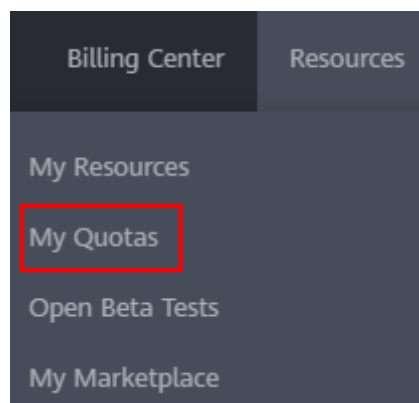 Billing Center Resources
My Resources
My Quotas
Open Beta Tests
My Marketplace